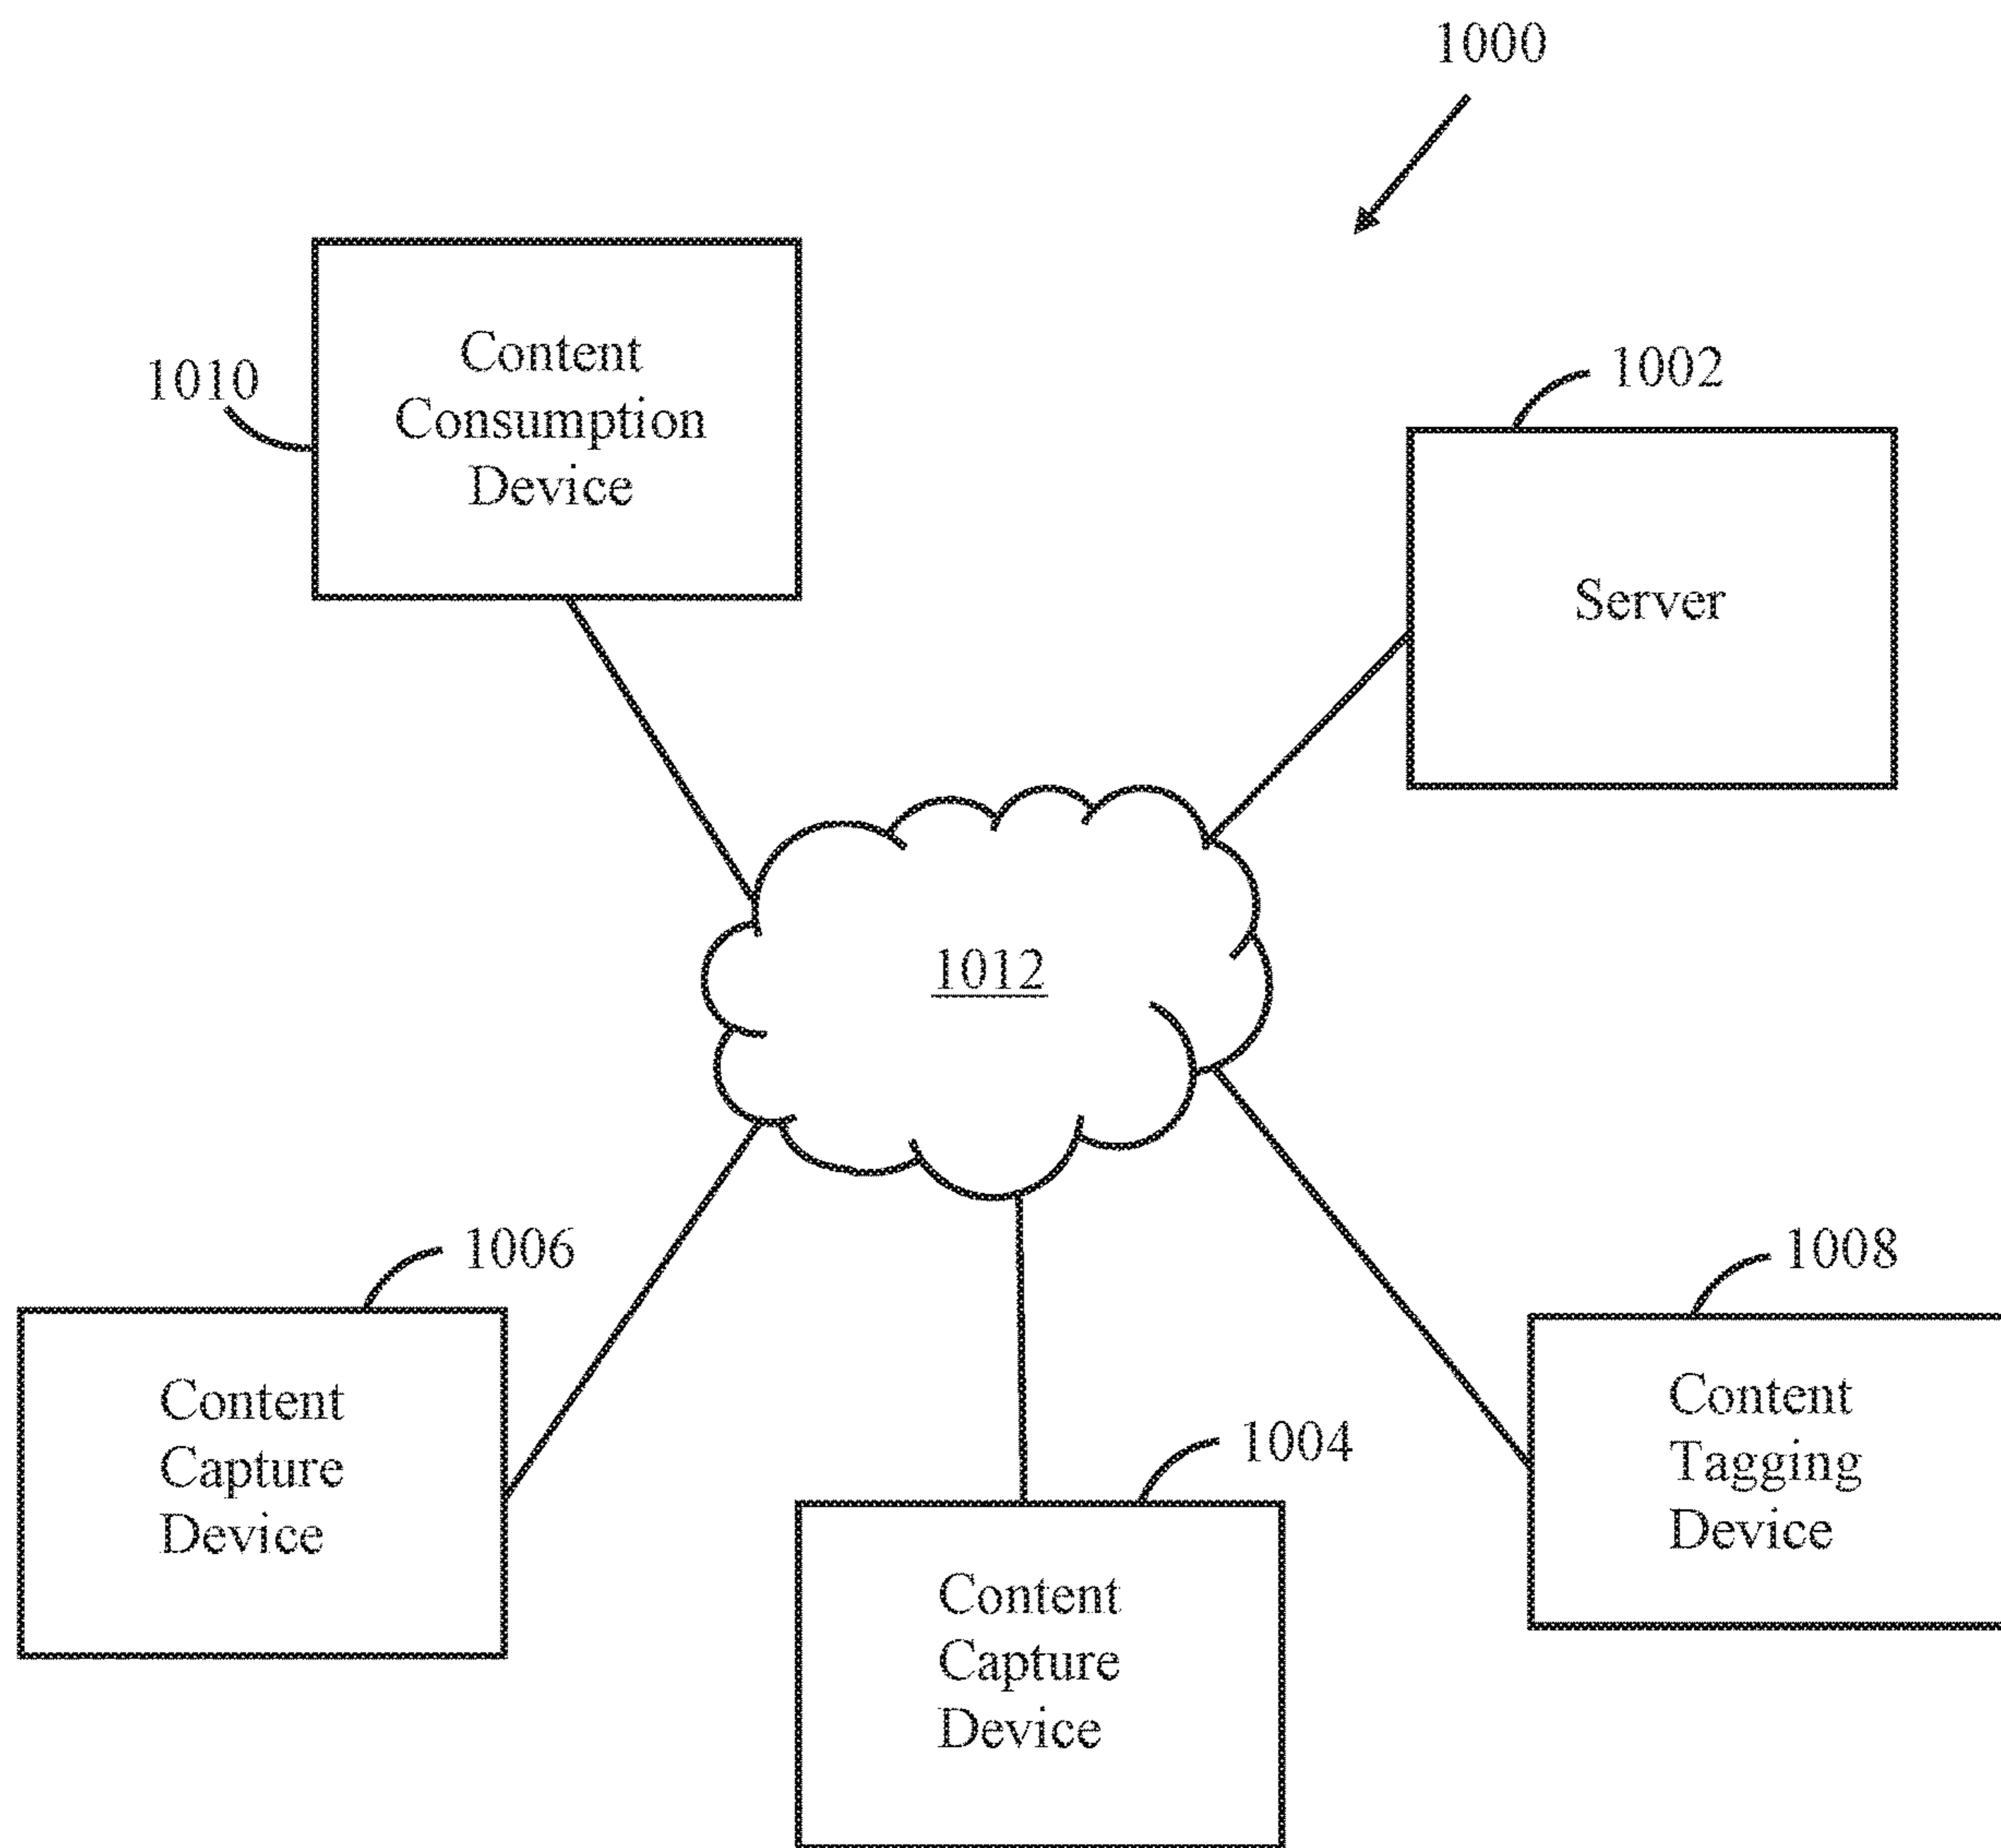 1000
1010
Content
Consumption
Device
1002
Server
1012
1006
Content
Capture
Device
1004
Content
Capture
Device
1008
Content
Tagging
Device